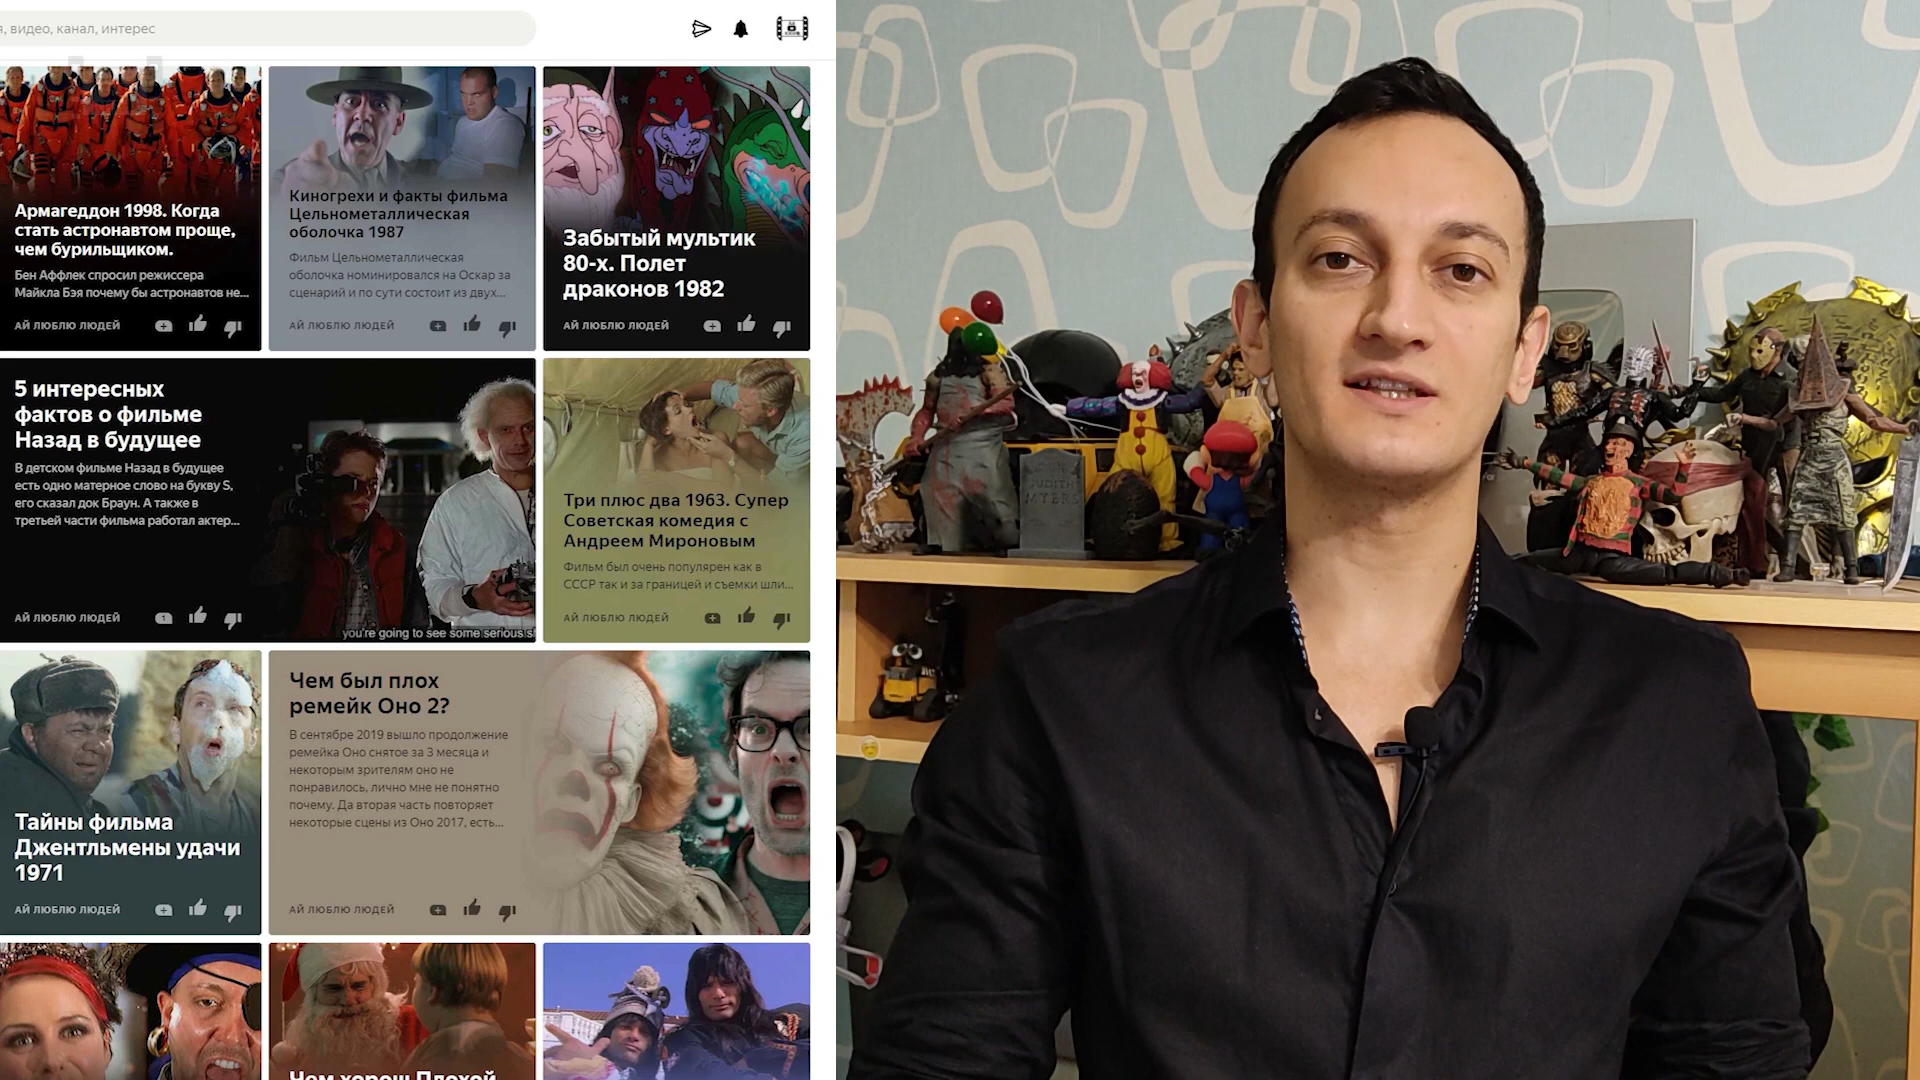 видео, канал, интерес
Армагеддон 1998. Когда
стать астронавтом проще,
чем бурильщиком.
Бен Аффлек спросил режиссера
Майкла Бэя почему бы астронавтов не...
АЙ ЛЮБЛЮ ЛЮДЕЙ
Киногрехи и факты фильма
Цельнометаллическая
оболочка 1987
Фильм Цельнометаллическая
оболочка номинировался на Оскар за
сценарий и по сути состоит из двух...
АЙ ЛЮБЛЮ ЛЮДЕЙ
Забытый мультик
80-х. Полет
драконов 1982
АЙ ЛЮБЛЮ ЛЮДЕЙ
5 интересных
фактов о фильме
Назад в будущее
В детском фильме Назад в будущее
есть одно матерное слово на букву S,
его сказал док Браун. А также в
третьей части фильма работал актер...
АЙ ЛЮБЛЮ ЛЮДЕЙ
1
you're going to see some serious
Три плюс два 1963. Супер
Советская комедия с
Андреем Мироновым
Фильм был очень популярен как в
СССР так и за границей и съемки шли...
АЙ ЛЮБЛЮ ЛЮДЕЙ
Тайны фильма
Джентльмены удачи
1971
АЙ ЛЮБЛЮ ЛЮДЕЙ
Чем был плох
ремейк Оно 2?
В сентябре 2019 вышло продолжение
ремейка Оно снятое за 3 месяца и
некоторым зрителям оно не
понравилось, лично мне не понятно
почему. Да вторая часть повторяет
некоторые сцены из Оно 2017, есть...
АЙ ЛЮБЛЮ ЛЮДЕЙ
Чем хорош Плохой
JUDITH
MYERS